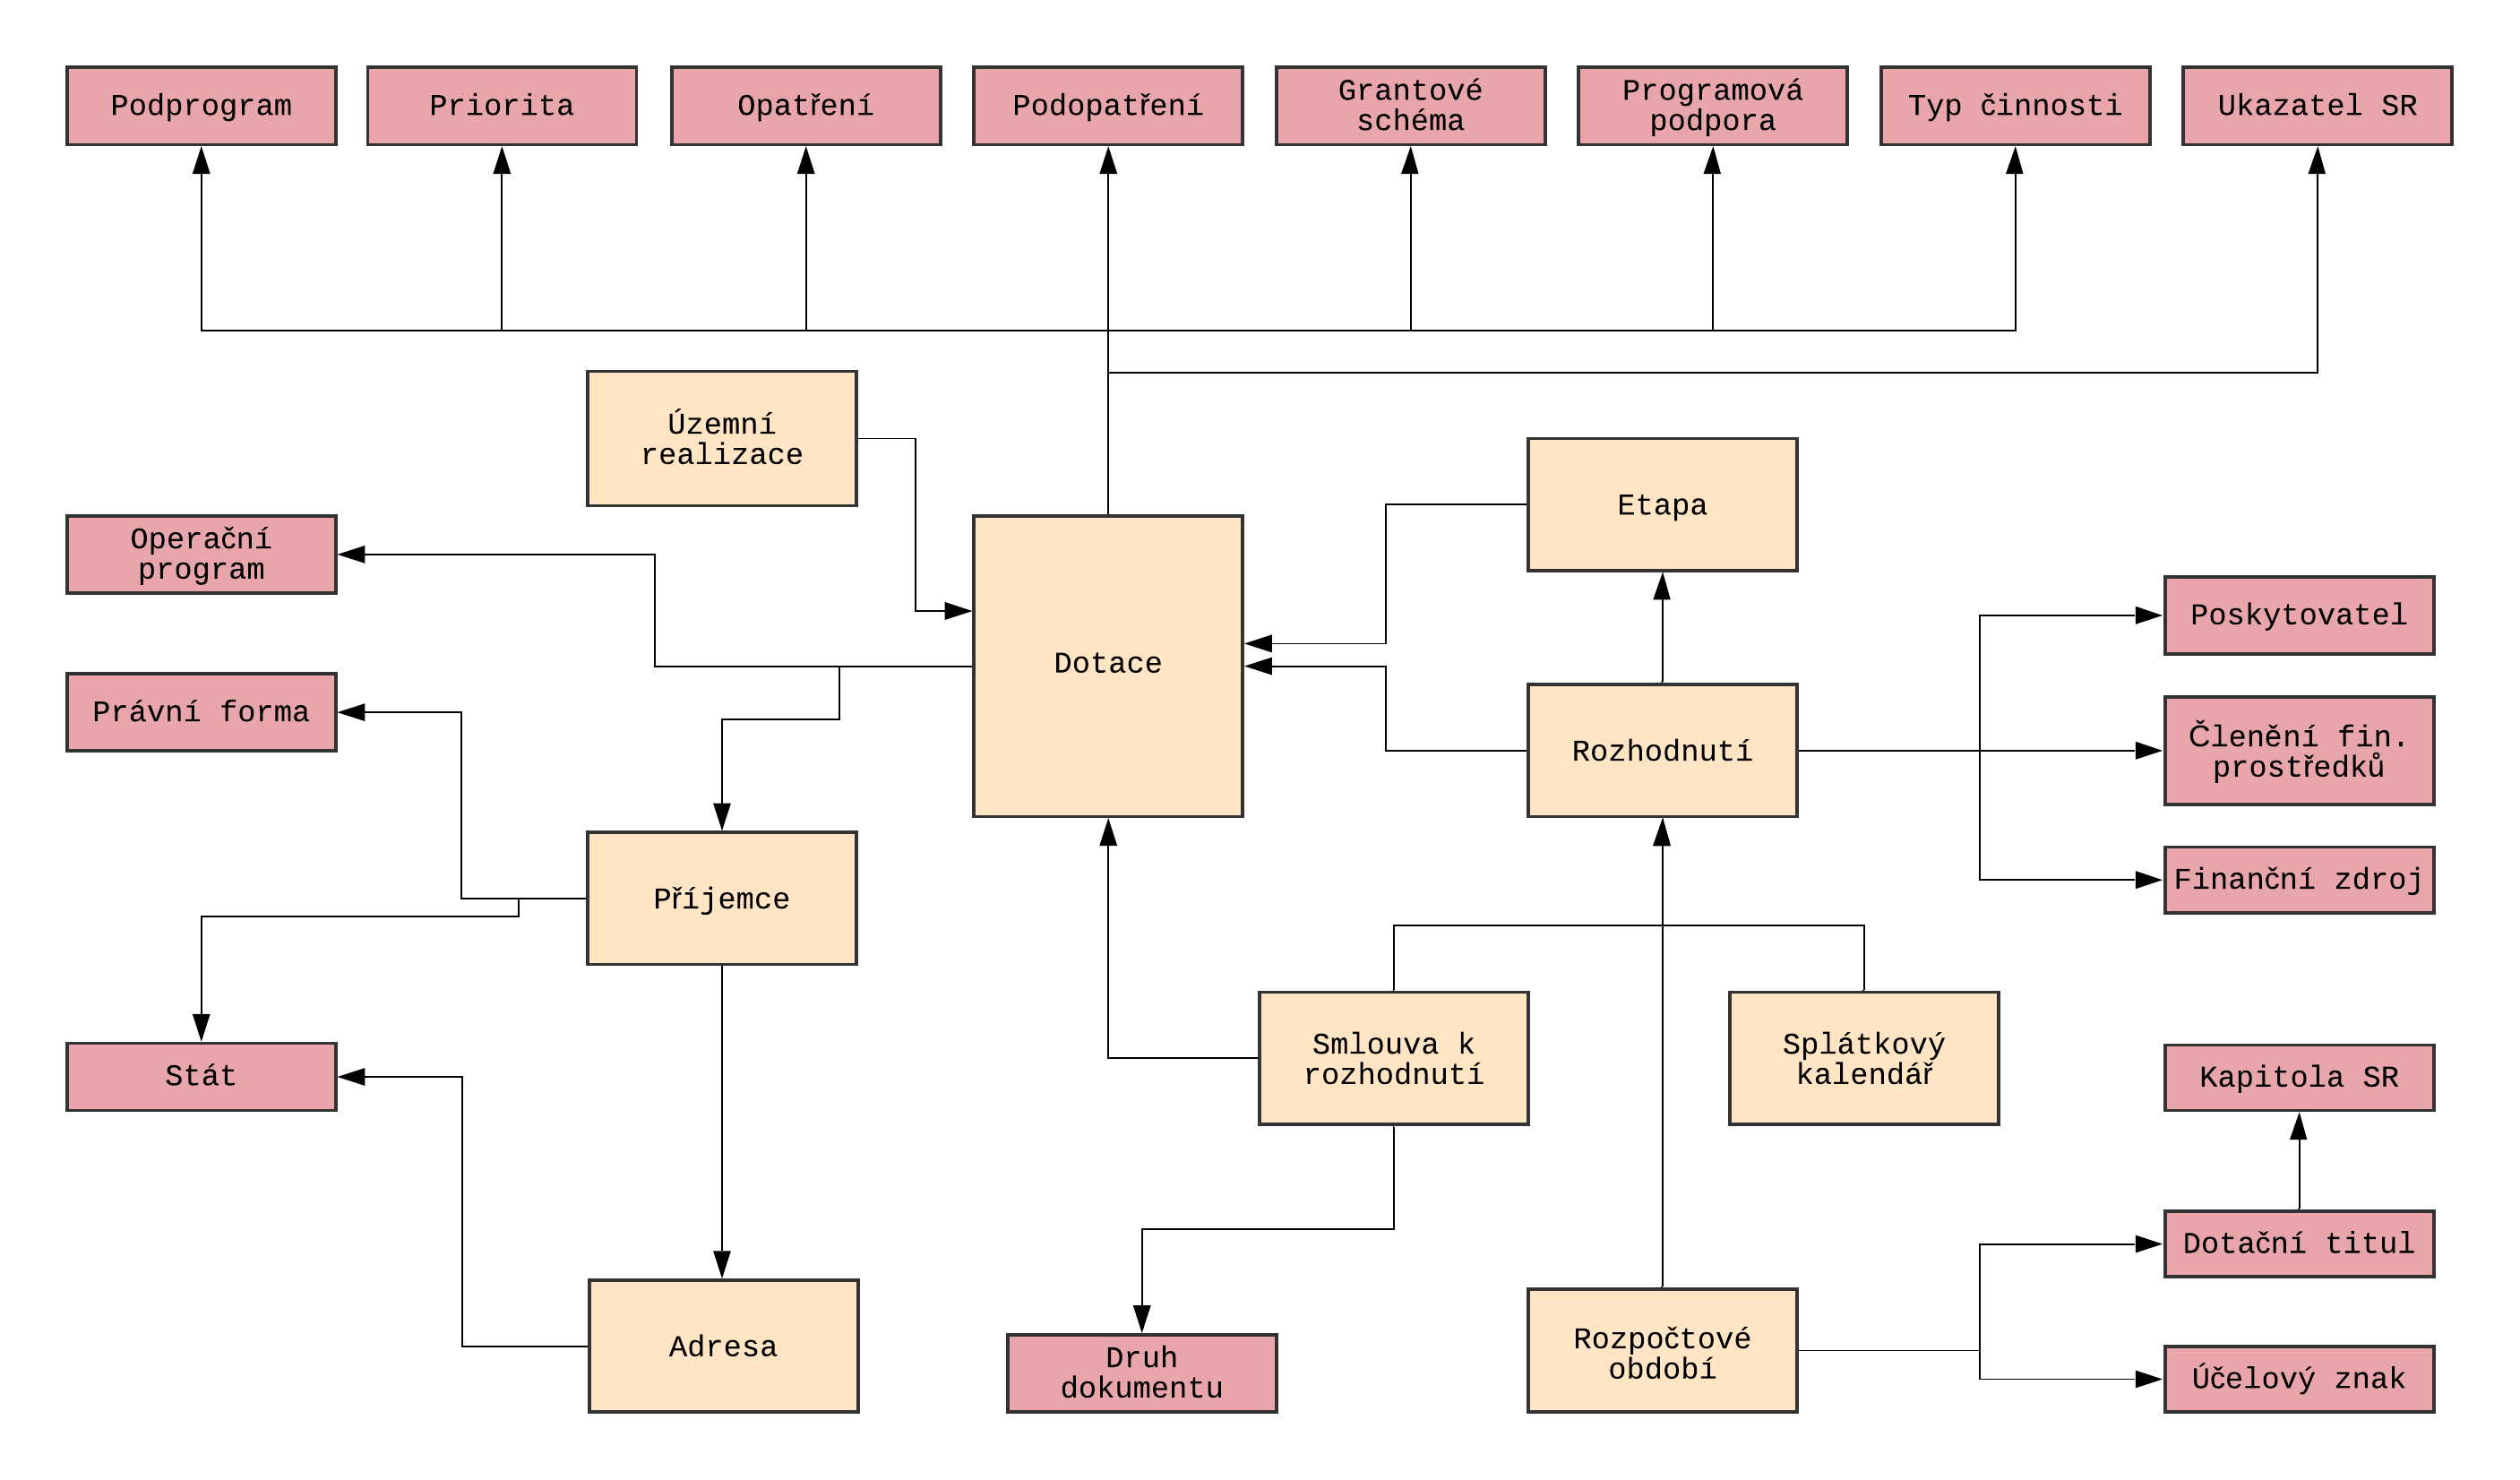 Podprogram
Priorita
Opatření
Podopatření
Grantové
schéma
Programová
podpora
Typ činnosti
Ukazatel SR
Územní
realizace
Etapa
Operační
program
Dotace
Poskytovatel
Právní forma
Rozhodnutí
Členění fin.
prostředků
Příjemce
Finanční zdroj
Stát
Smlouva k
rozhodnutí
Splátkový
kalendář
Kapitola SR
Dotační titul
Adresa
Druh
dokumentu
Rozpočtové
období
Účelový znak